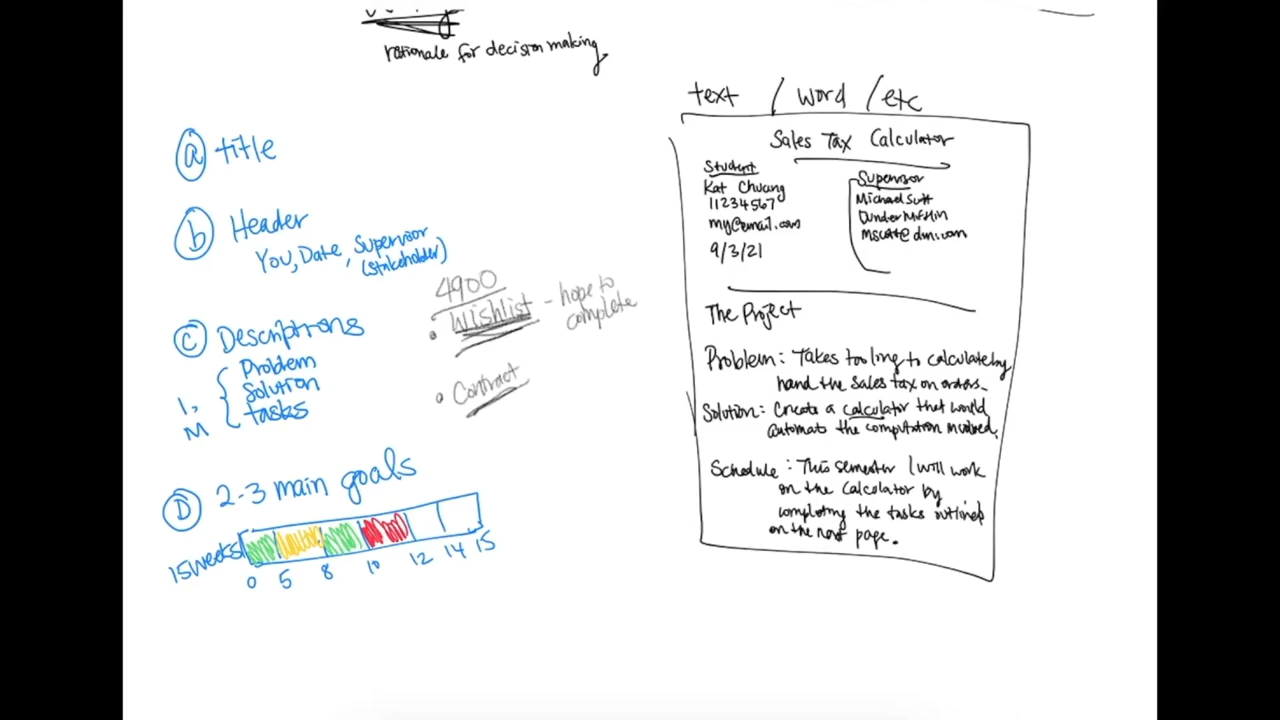 rationale for decision making
(a) title
(b) Header
You, Date, Supervisor
(stakeholder)
(C) Descriptions
Problem
Solution
tasks
I,
M
(D) 2-3 main goals
15 weeks
0 5 8 10 12 14 15
4900
• Wishlist - hope to
complete
• Contract
text / word / etc
Sales Tax Calculator
Student
Kat Chuang
11234567
my@email.com
9/3/21
Supervisor
Michael Scott
Dunder Mifflin
mscott@dm.com
The Project
Problem: Takes too long to calculate by
hand the sales tax on orders.
Solution: Create a calculator that would
automate the computation involved.
Schedule: This semester I will work
on the calculator by
completing the tasks outlined
on the next page.